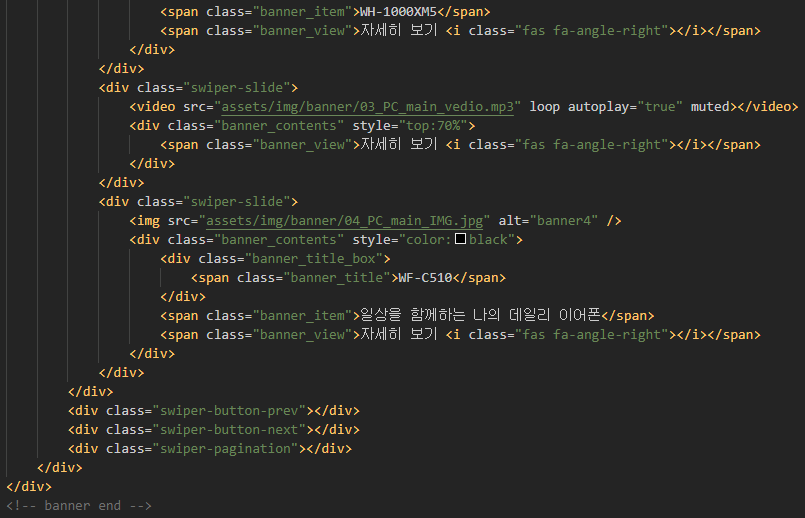 <span class="banner_item">WH-1000XM5</span>
<span class="banner_view">자세히 보기 <i class="fas fa-angle-right"></i></span>
</div>
</div>
<div class="swiper-slide">
<video src="assets/img/banner/03_PC_main_vedio.mp3" loop autoplay="true" muted></video>
<div class="banner_contents" style="top:70%">
<span class="banner_view">자세히 보기 <i class="fas fa-angle-right"></i></span>
</div>
</div>
<div class="swiper-slide">
<img src="assets/img/banner/04_PC_main_IMG.jpg" alt="banner4" />
<div class="banner_contents" style="color:black">
<div class="banner_title_box">
<span class="banner_title">WF-C510</span>
</div>
<span class="banner_item">일상을 함께하는 나의 데일리 이어폰</span>
<span class="banner_view">자세히 보기 <i class="fas fa-angle-right"></i></span>
</div>
</div>
</div>
<div class="swiper-button-prev"></div>
<div class="swiper-button-next"></div>
<div class="swiper-pagination"></div>
</div>
</div>
<!-- banner end -->